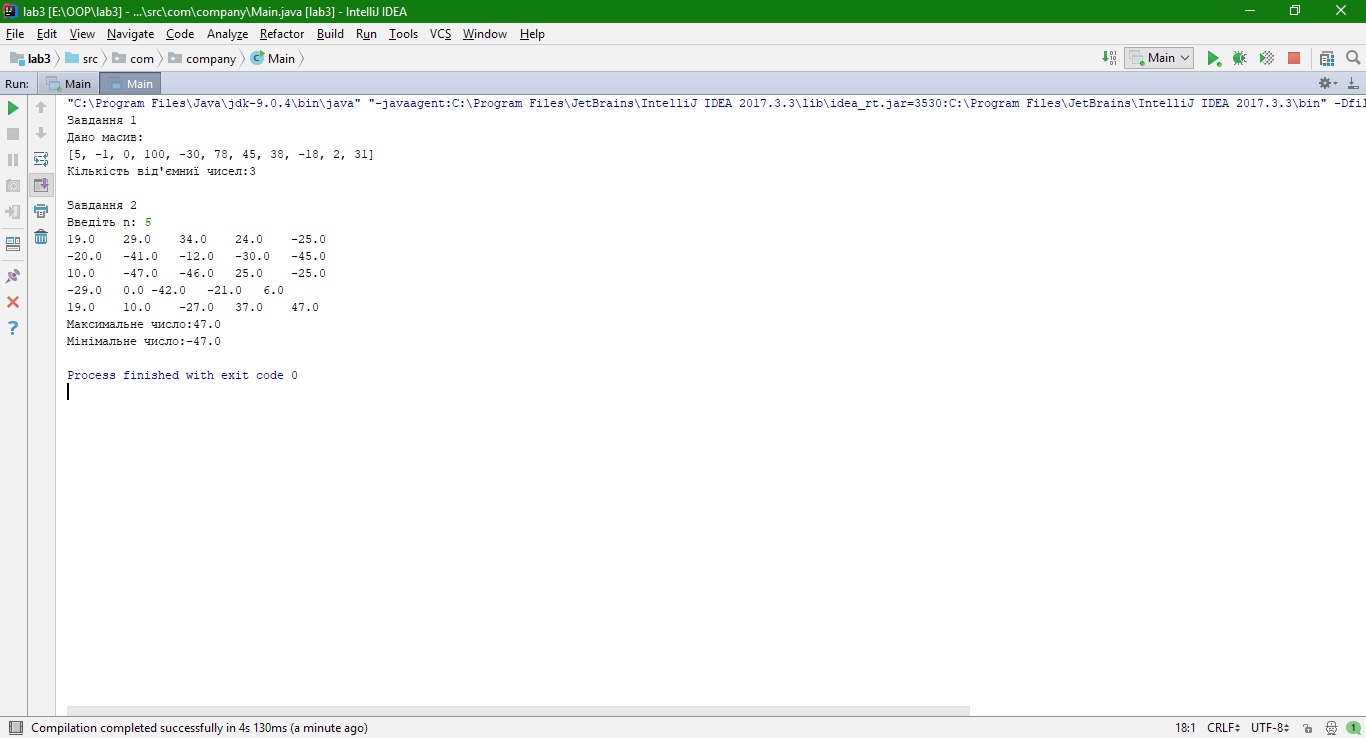 lab3 [E:\OOP\lab3] - ...\src\com\company\Main.java [lab3] - IntelliJ IDEA
File Edit View Navigate Code Analyze Refactor Build Run Tools VCS Window Help
lab3 src com company Main Main
Run: Main Main
"C:\Program Files\Java\jdk-9.0.4\bin\java" "-javaagent:C:\Program Files\JetBrains\IntelliJ IDEA 2017.3.3\lib\idea_rt.jar=3530:C:\Program Files\JetBrains\IntelliJ IDEA 2017.3.3\bin" -Dfil
Завдання 1
Дано масив:
[5, -1, 0, 100, -30, 78, 45, 38, -18, 2, 31]
Кількість від'ємниї чисел:3
Завдання 2
Введіть n: 5
19.0 29.0 34.0 24.0 -25.0
-20.0 -41.0 -12.0 -30.0 -45.0
10.0 -47.0 -46.0 25.0 -25.0
-29.0 0.0 -42.0 -21.0 6.0
19.0 10.0 -27.0 37.0 47.0
Максимальне число:47.0
Мінімальне число:-47.0
Process finished with exit code 0
Compilation completed successfully in 4s 130ms (a minute ago) 18:1 CRLF UTF-8 1